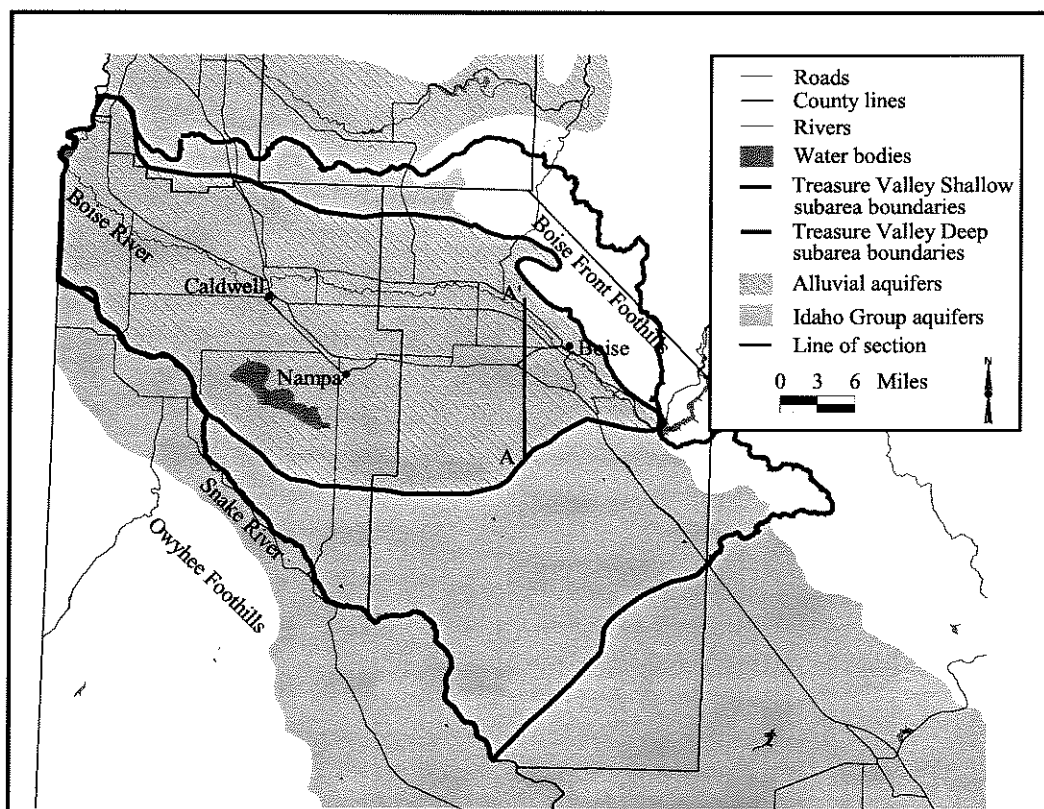 Roads
County lines
Rivers
Water bodies
Treasure Valley Shallow
subarea boundaries
Treasure Valley Deep
subarea boundaries
Alluvial aquifers
Idaho Group aquifers
Line of section
0 3 6 Miles
N
Boise River
Boise Front Foothills
Caldwell
A'
Boise
Nampa
A
Snake River
Owyhee Foothills